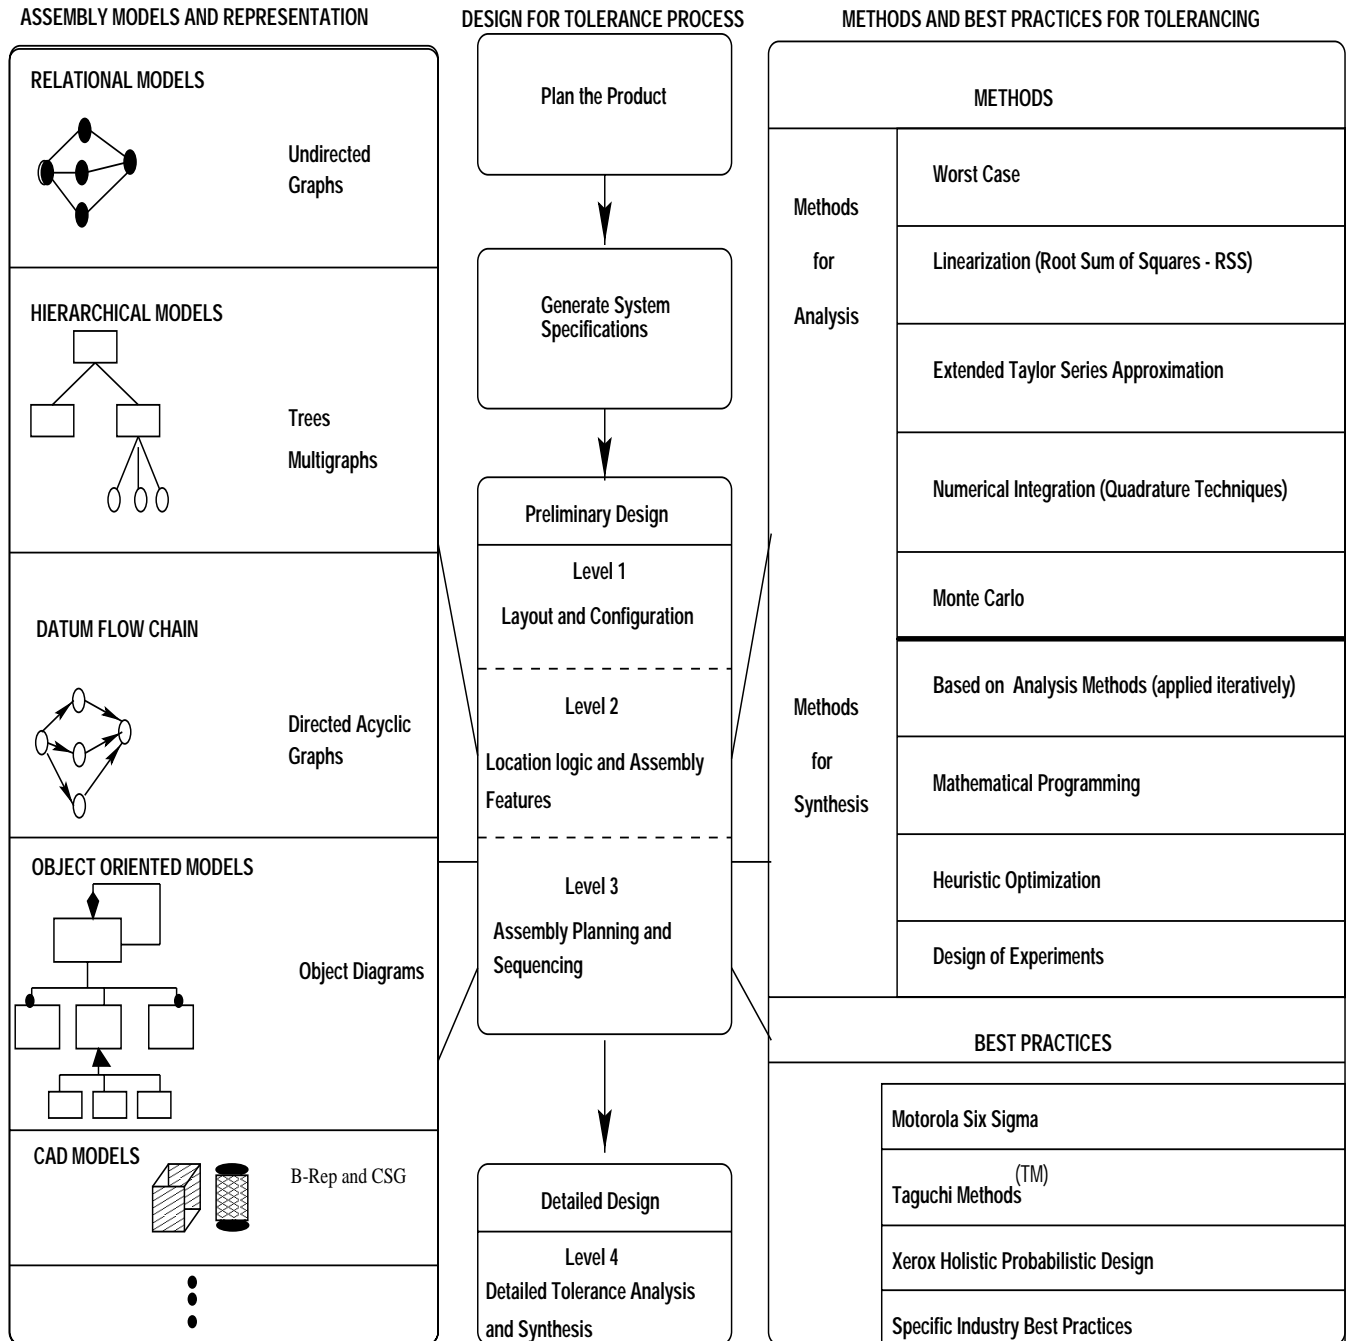 ASSEMBLY MODELS AND REPRESENTATION
RELATIONAL MODELS
Undirected
Graphs
HIERARCHICAL MODELS
Trees
Multigraphs
DATUM FLOW CHAIN
Directed Acyclic
Graphs
OBJECT ORIENTED MODELS
Object Diagrams
CAD MODELS
B-Rep and CSG
DESIGN FOR TOLERANCE PROCESS
Plan the Product
Generate System
Specifications
Preliminary Design
Level 1
Layout and Configuration
Level 2
Location logic and Assembly
Features
Level 3
Assembly Planning and
Sequencing
Detailed Design
Level 4
Detailed Tolerance Analysis
and Synthesis
METHODS AND BEST PRACTICES FOR TOLERANCING
METHODS
Methods
for
Analysis
Worst Case
Linearization (Root Sum of Squares - RSS)
Extended Taylor Series Approximation
Numerical Integration (Quadrature Techniques)
Monte Carlo
Methods
for
Synthesis
Based on Analysis Methods (applied iteratively)
Mathematical Programming
Heuristic Optimization
Design of Experiments
BEST PRACTICES
Motorola Six Sigma
Taguchi Methods (TM)
Xerox Holistic Probabilistic Design
Specific Industry Best Practices